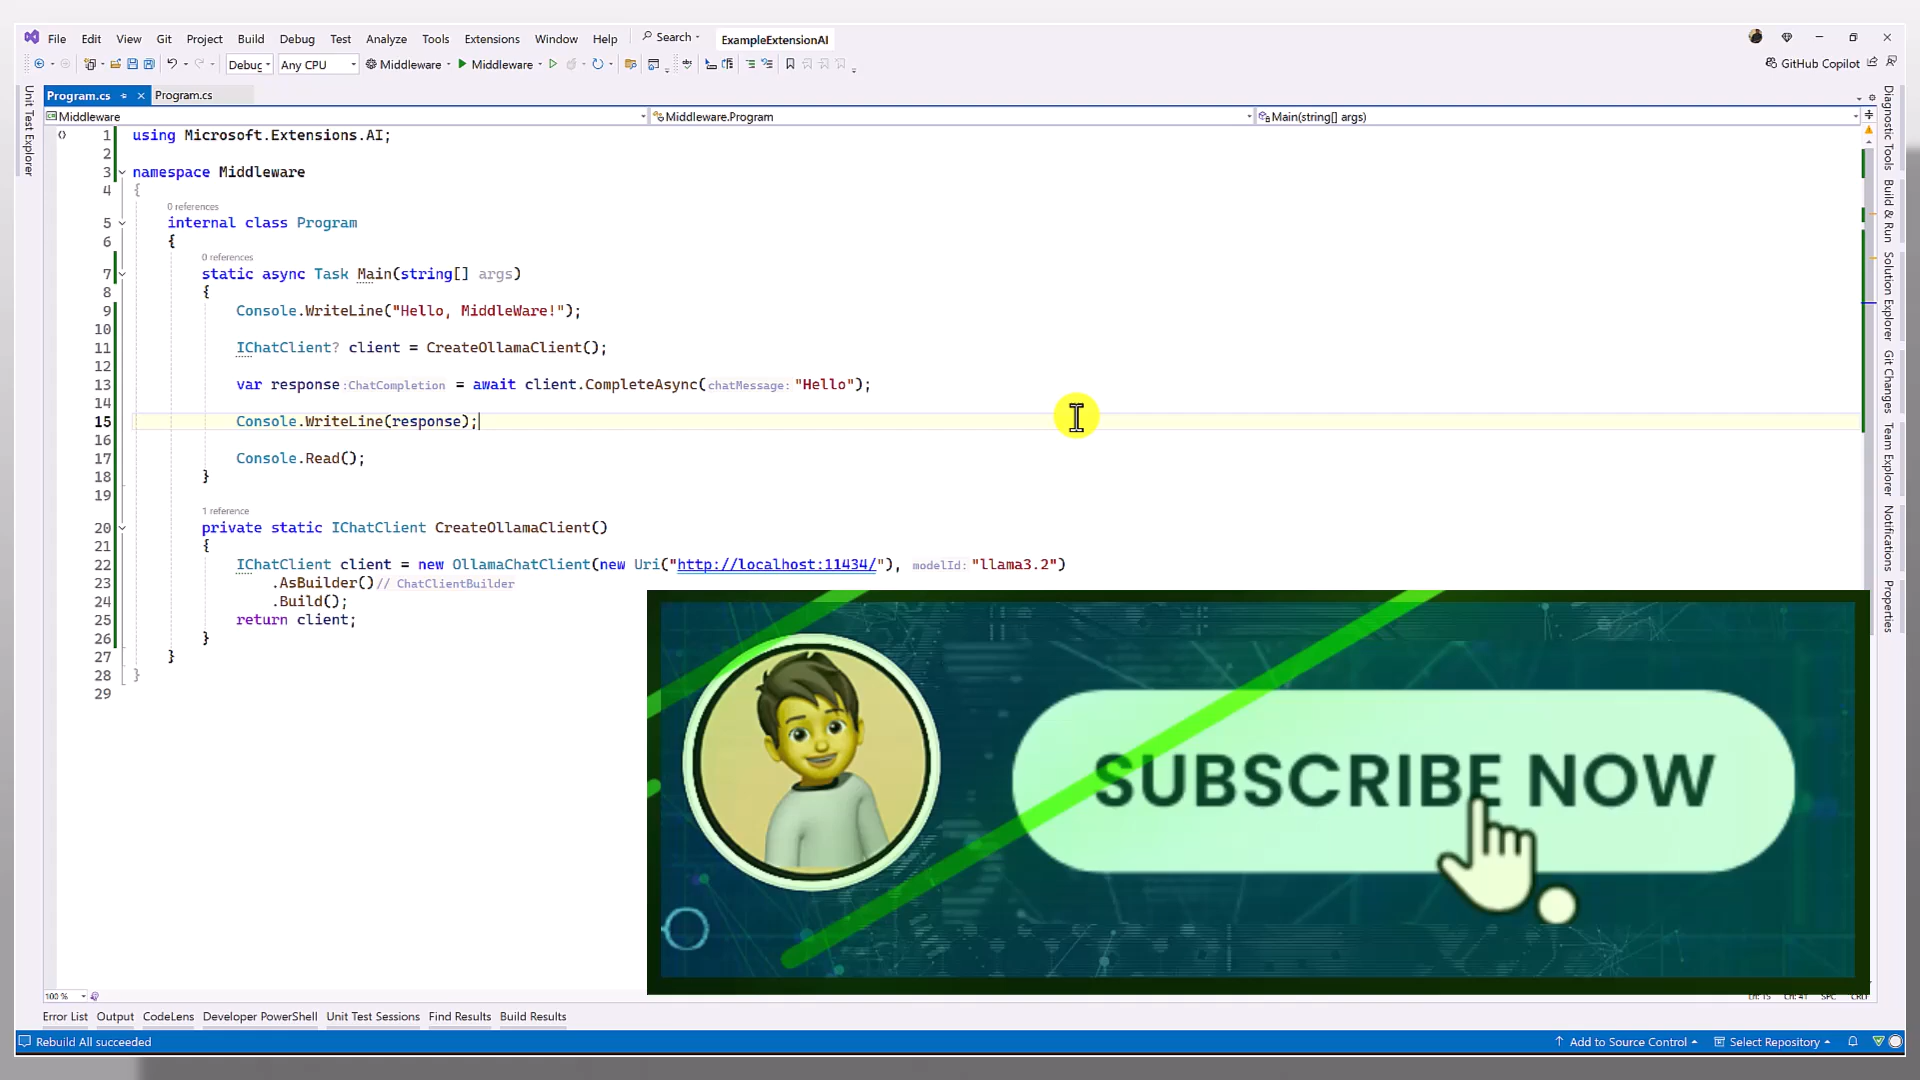 File Edit View Git Project Build Debug Test Analyze Tools Extensions Window Help Search ExampleExtensionAI
Debug Any CPU Middleware Middleware GitHub Copilot
Program.cs Program.cs
Middleware Middleware.Program Main(string[] args)
1 using Microsoft.Extensions.AI;
2
3 namespace Middleware
4 {
0 references
5 internal class Program
6 {
0 references
7 static async Task Main(string[] args)
8 {
9 Console.WriteLine("Hello, MiddleWare!");
10
11 IChatClient? client = CreateOllamaClient();
12
13 var response:ChatCompletion = await client.CompleteAsync(chatMessage:"Hello");
14
15 Console.WriteLine(response);
16
17 Console.Read();
18 }
19
1 reference
20 private static IChatClient CreateOllamaClient()
21 {
22 IChatClient client = new OllamaChatClient(new Uri("http://localhost:11434/"), modelId:"llama3.2")
23 .AsBuilder()// ChatClientBuilder
24 .Build();
25 return client;
26 }
27 }
28 }
29
SUBSCRIBE NOW
Unit Test Explorer
Diagnostic Tools
Build & Run
Solution Explorer
Git Changes
Team Explorer
Notifications
Properties
100 %
Error List Output CodeLens Developer PowerShell Unit Test Sessions Find Results Build Results
Rebuild All succeeded Add to Source Control Select Repository